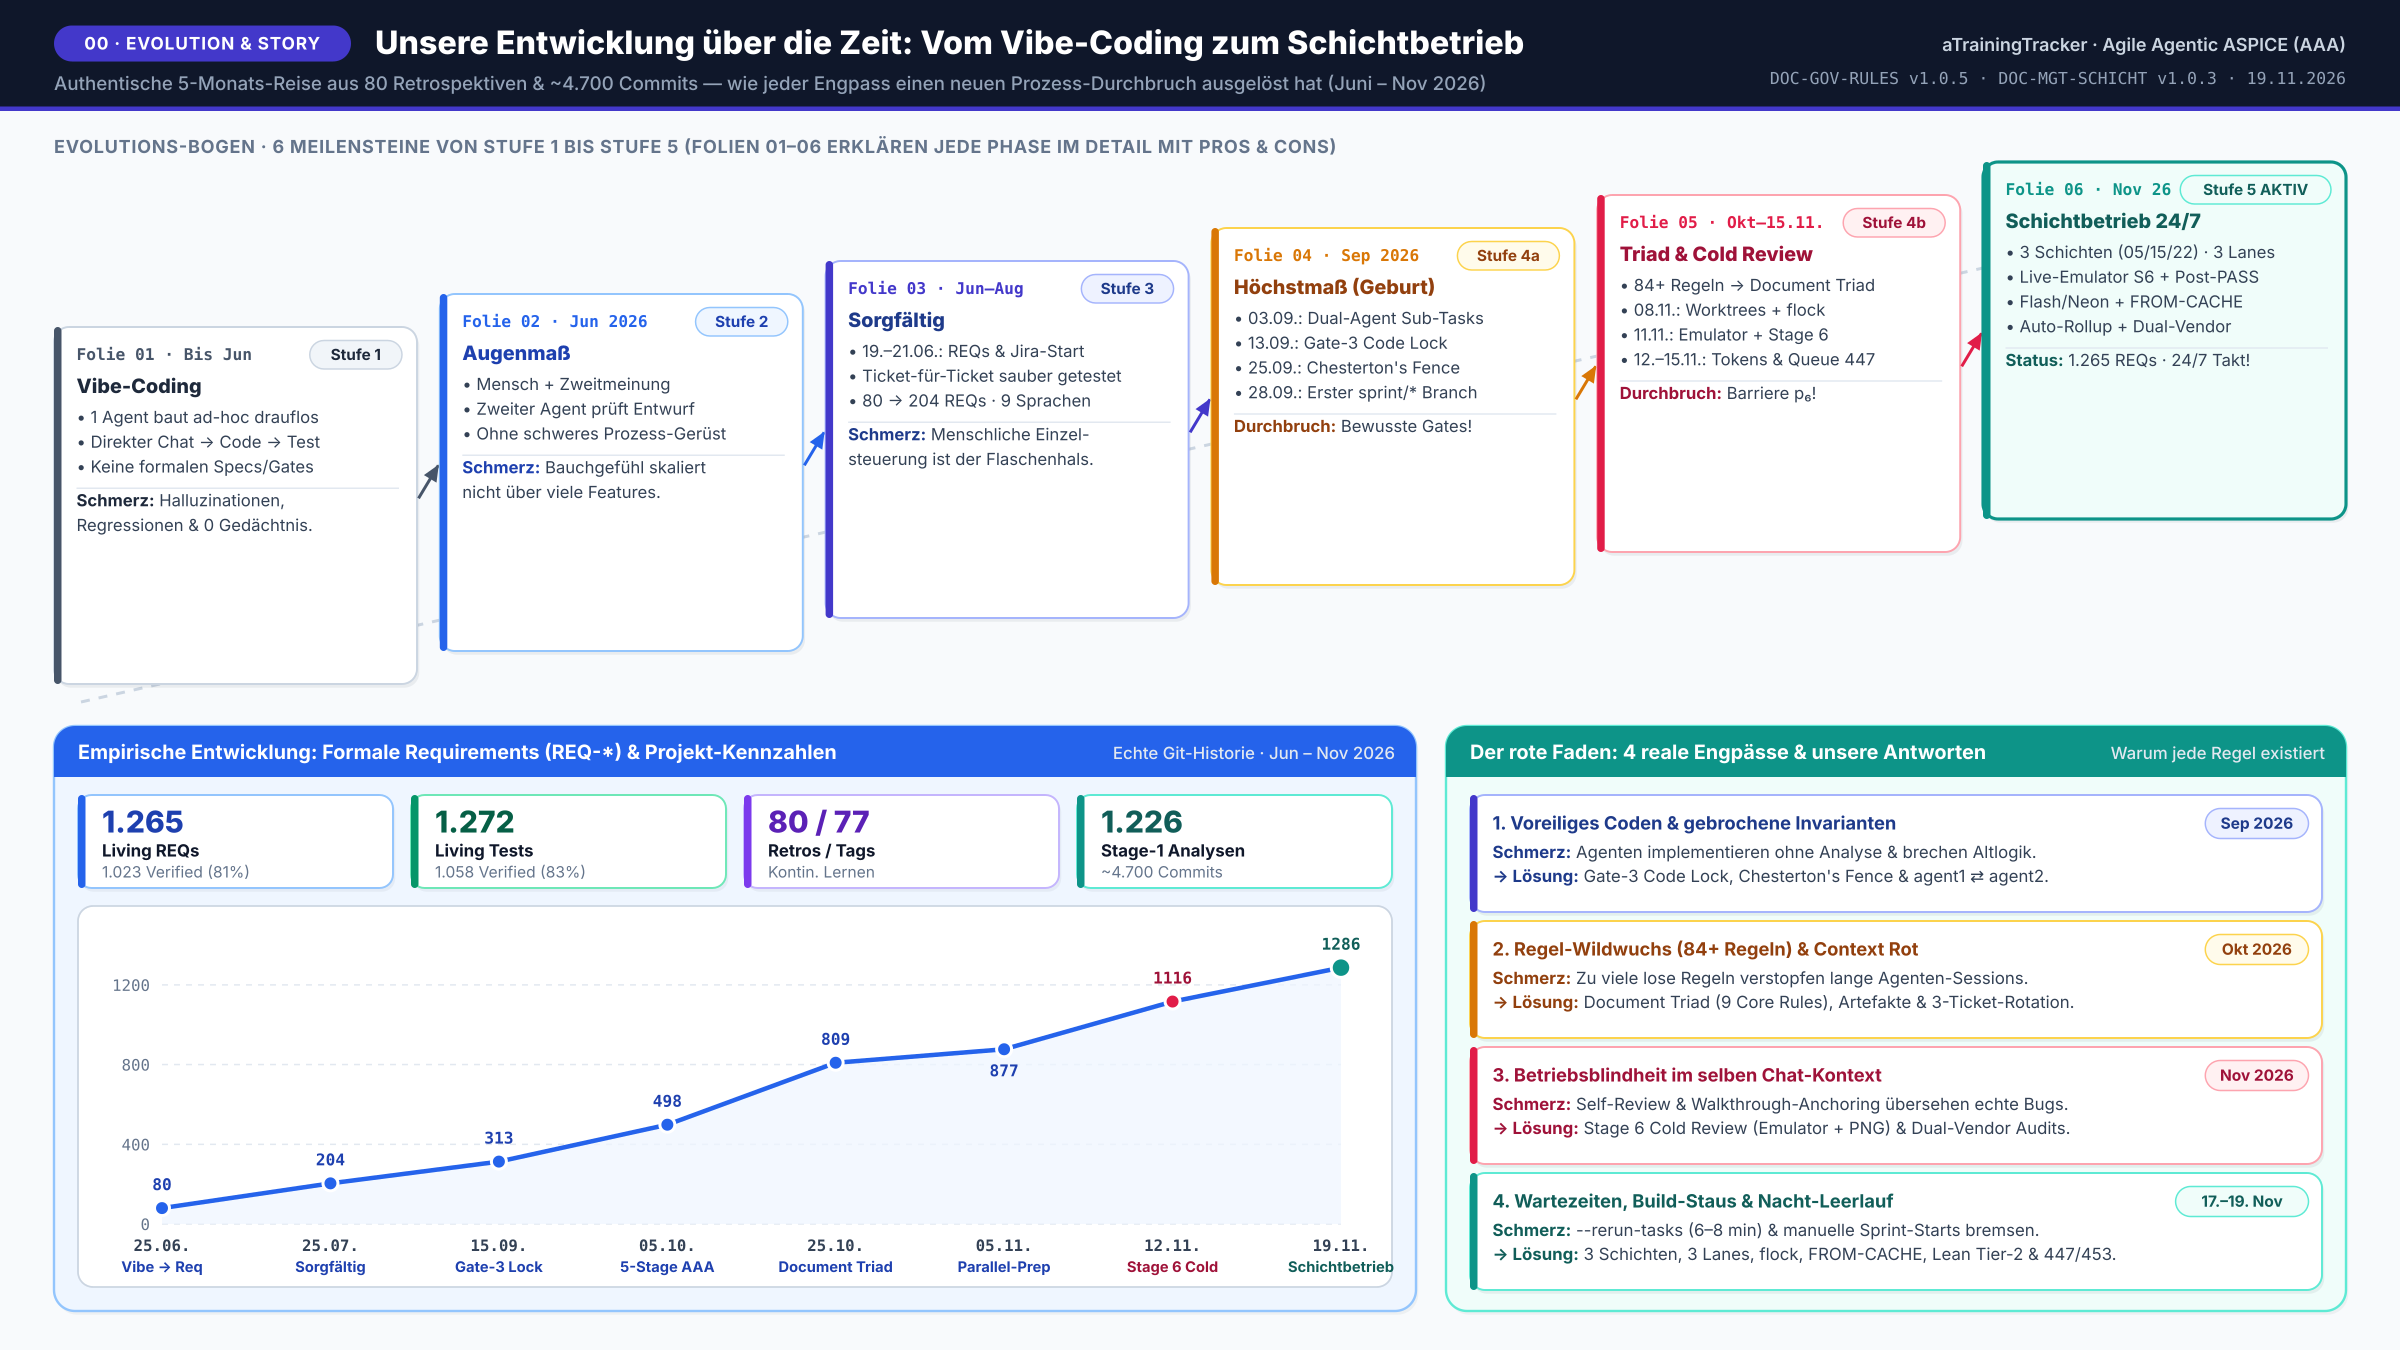 00 · EVOLUTION & STORY
Unsere Entwicklung über die Zeit: Vom Vibe-Coding zum Schichtbetrieb
Authentische 5-Monats-Reise aus 80 Retrospektiven & ~4.700 Commits — wie jeder Engpass einen neuen Prozess-Durchbruch ausgelöst hat (Juni – Nov 2026)
aTrainingTracker · Agile Agentic ASPICE (AAA)
DOC-GOV-RULES v1.0.5 · DOC-MGT-SCHICHT v1.0.3 · 19.11.2026
EVOLUTIONS-BOGEN · 6 MEILENSTEINE VON STUFE 1 BIS STUFE 5 (FOLIEN 01–06 ERKLÄREN JEDE PHASE IM DETAIL MIT PROS & CONS)
Folie 01 · Bis Jun
Stufe 1
Vibe-Coding
• 1 Agent baut ad-hoc drauflos
• Direkter Chat → Code → Test
• Keine formalen Specs/Gates
Schmerz: Halluzinationen,
Regressionen & 0 Gedächtnis.
Folie 02 · Jun 2026
Stufe 2
Augenmaß
• Mensch + Zweitmeinung
• Zweiter Agent prüft Entwurf
• Ohne schweres Prozess-Gerüst
Schmerz: Bauchgefühl skaliert
nicht über viele Features.
Folie 03 · Jun–Aug
Stufe 3
Sorgfältig
• 19.–21.06.: REQs & Jira-Start
• Ticket-für-Ticket sauber getestet
• 80 → 204 REQs · 9 Sprachen
Schmerz: Menschliche Einzel-
steuerung ist der Flaschenhals.
Folie 04 · Sep 2026
Stufe 4a
Höchstmaß (Geburt)
• 03.09.: Dual-Agent Sub-Tasks
• 13.09.: Gate-3 Code Lock
• 25.09.: Chesterton's Fence
• 28.09.: Erster sprint/* Branch
Durchbruch: Bewusste Gates!
Folie 05 · Okt–15.11.
Stufe 4b
Triad & Cold Review
• 84+ Regeln → Document Triad
• 08.11.: Worktrees + flock
• 11.11.: Emulator + Stage 6
• 12.–15.11.: Tokens & Queue 447
Durchbruch: Barriere p₆!
Folie 06 · Nov 26
Stufe 5 AKTIV
Schichtbetrieb 24/7
• 3 Schichten (05/15/22) · 3 Lanes
• Live-Emulator S6 + Post-PASS
• Flash/Neon + FROM-CACHE
• Auto-Rollup + Dual-Vendor
Status: 1.265 REQs · 24/7 Takt!
Empirische Entwicklung: Formale Requirements (REQ-*) & Projekt-Kennzahlen
Echte Git-Historie · Jun – Nov 2026
1.265
Living REQs
1.023 Verified (81%)
1.272
Living Tests
1.058 Verified (83%)
80 / 77
Retros / Tags
Kontin. Lernen
1.226
Stage-1 Analysen
~4.700 Commits
1200
800
400
0
80
204
313
498
809
877
1116
1286
25.06.
25.07.
15.09.
05.10.
25.10.
05.11.
12.11.
19.11.
Vibe → Req
Sorgfältig
Gate-3 Lock
5-Stage AAA
Document Triad
Parallel-Prep
Stage 6 Cold
Schichtbetrieb
Der rote Faden: 4 reale Engpässe & unsere Antworten
Warum jede Regel existiert
1. Voreiliges Coden & gebrochene Invarianten
Sep 2026
Schmerz: Agenten implementieren ohne Analyse & brechen Altlogik.
→ Lösung: Gate-3 Code Lock, Chesterton's Fence & agent1 ⇄ agent2.
2. Regel-Wildwuchs (84+ Regeln) & Context Rot
Okt 2026
Schmerz: Zu viele lose Regeln verstopfen lange Agenten-Sessions.
→ Lösung: Document Triad (9 Core Rules), Artefakte & 3-Ticket-Rotation.
3. Betriebsblindheit im selben Chat-Kontext
Nov 2026
Schmerz: Self-Review & Walkthrough-Anchoring übersehen echte Bugs.
→ Lösung: Stage 6 Cold Review (Emulator + PNG) & Dual-Vendor Audits.
4. Wartezeiten, Build-Staus & Nacht-Leerlauf
17.–19. Nov
Schmerz: --rerun-tasks (6–8 min) & manuelle Sprint-Starts bremsen.
→ Lösung: 3 Schichten, 3 Lanes, flock, FROM-CACHE, Lean Tier-2 & 447/453.